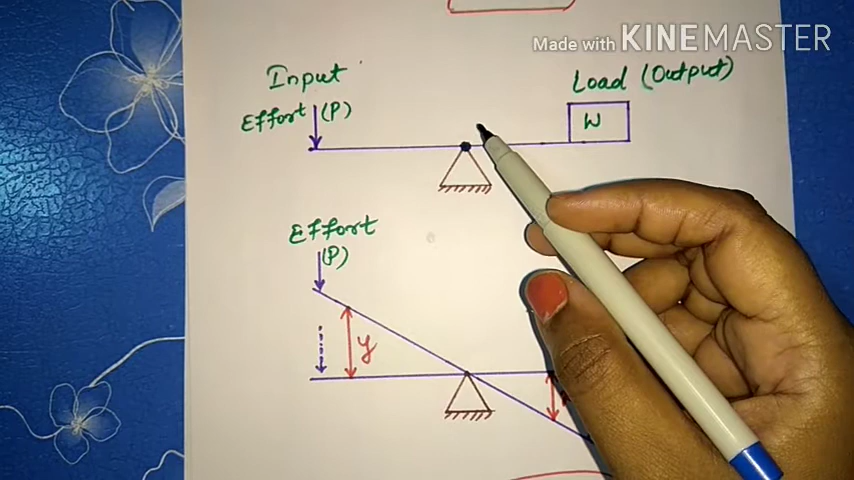 Made with KINEMASTER
Input
Load (Output)
Effort (P)
W
Effort
(P)
y